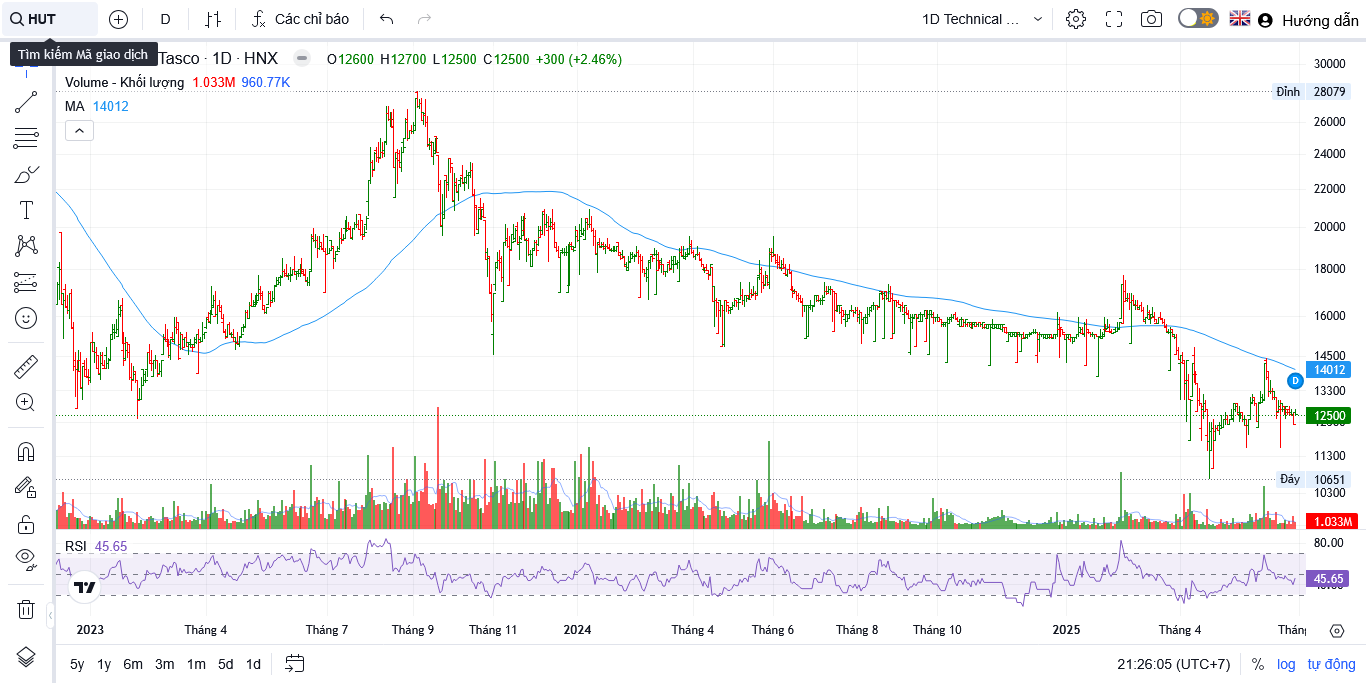 HUT D Các chỉ báo 1D Technical ... Hướng dẫn
Tìm kiếm Mã giao dịch
Tasco · 1D · HNX O12600 H12700 L12500 C12500 +300 (+2.46%)
Volume - Khối lượng 1.033M 960.77K
MA 14012
30000
Đỉnh 28079
26000
24000
22000
20000
18000
16000
14500
14012
D
13300
12500
11300
Đáy 10651
10300
1.033M
RSI 45.65
80.00
45.65
2023 Tháng 4 Tháng 7 Tháng 9 Tháng 11 2024 Tháng 4 Tháng 6 Tháng 8 Tháng 10 2025 Tháng 4
5y 1y 6m 3m 1m 5d 1d 21:26:05 (UTC+7) % log tự động